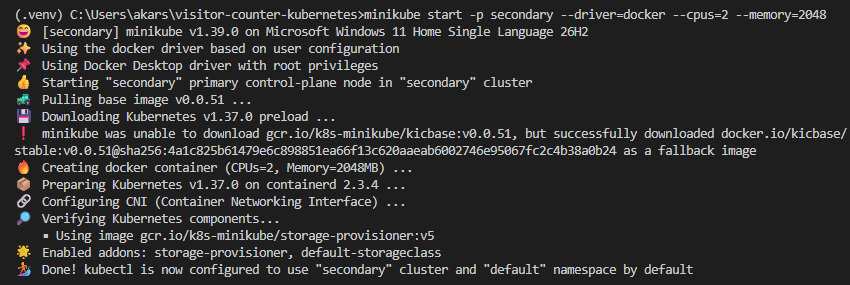 (.venv) C:\Users\akars\visitor-counter-kubernetes>minikube start -p secondary --driver=docker --cpus=2 --memory=2048
😄 [secondary] minikube v1.39.0 on Microsoft Windows 11 Home Single Language 26H2
✨ Using the docker driver based on user configuration
📌 Using Docker Desktop driver with root privileges
👍 Starting "secondary" primary control-plane node in "secondary" cluster
🚜 Pulling base image v0.0.51 ...
💾 Downloading Kubernetes v1.37.0 preload ...
❗ minikube was unable to download gcr.io/k8s-minikube/kicbase:v0.0.51, but successfully downloaded docker.io/kicbase/
stable:v0.0.51@sha256:4a1c825b61479e6c898851ea66f13c620aaeab6002746e95067fc2c4b38a0b24 as a fallback image
🔥 Creating docker container (CPUs=2, Memory=2048MB) ...
📦 Preparing Kubernetes v1.37.0 on containerd 2.3.4 ...
🔗 Configuring CNI (Container Networking Interface) ...
🔎 Verifying Kubernetes components...
▪ Using image gcr.io/k8s-minikube/storage-provisioner:v5
🌟 Enabled addons: storage-provisioner, default-storageclass
🏄 Done! kubectl is now configured to use "secondary" cluster and "default" namespace by default